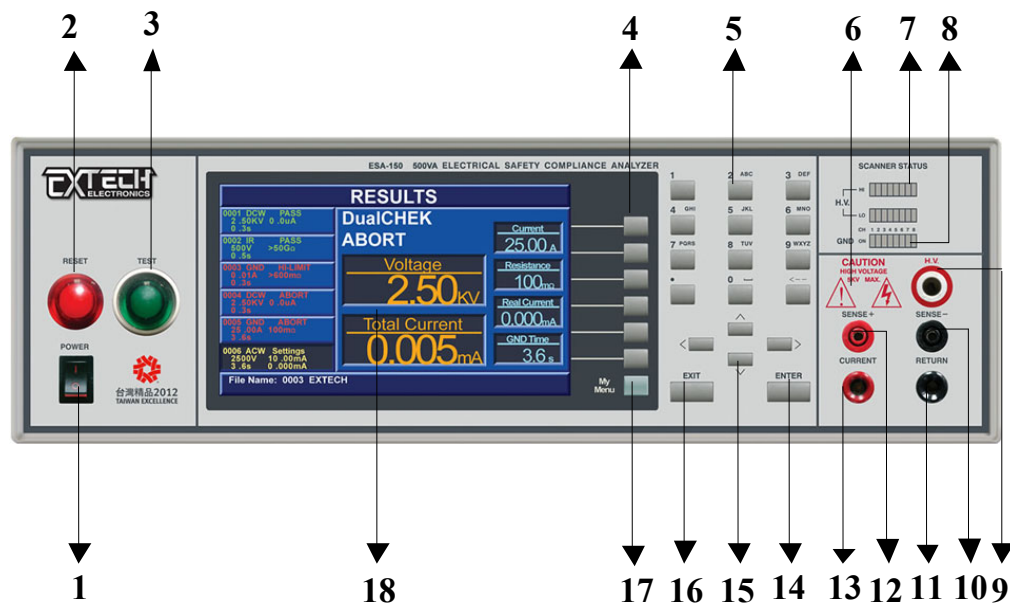 2 3 4 5 6 7 8
ESA-150 500VA ELECTRICAL SAFETY COMPLIANCE ANALYZER
EXTECH
ELECTRONICS
RESET TEST
POWER
台灣精品2012
TAIWAN EXCELLENCE
RESULTS
0001 DCW PASS
2.50KV 0.0uA
0.3s
0002 IR PASS
500V >50GΩ
0.5s
0003 GND HI-LIMIT
0.01A >600mΩ
0.3s
0004 DCW ABORT
2.50KV 0.0uA
0.3s
0005 GND ABORT
25.00A 100mΩ
3.6s
0006 ACW Settings
2500V 10.00mA
3.6s 0.000mA
DualCHEK
ABORT
Voltage
2.50KV
Total Current
0.005mA
Current
25.00 A
Resistance
100mΩ
Real Current
0.000mA
GND Time
3.6 s
File Name: 0003 EXTECH
My
Menu
1 2 ABC 3 DEF
4 GHI 5 JKL 6 MNO
7 PQRS 8 TUV 9 WXYZ
• 0 <--
< >
EXIT ENTER
SCANNER STATUS
HI
H.V.
LO
CH 1 2 3 4 5 6 7 8
GND ON
CAUTION
HIGH VOLTAGE
5KV MAX.
H.V.
SENSE+ SENSE−
CURRENT RETURN
1 18 17 16 15 14 13 12 11 10 9